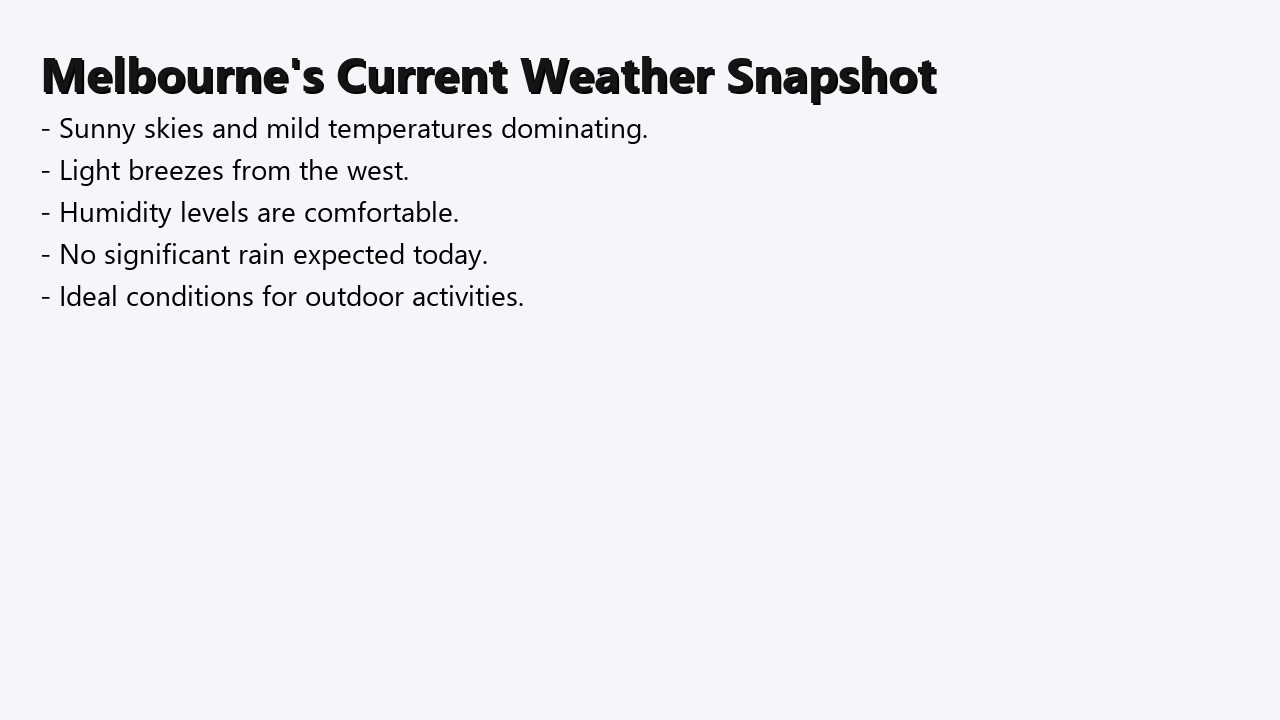 Melbourne's Current Weather Snapshot
- Sunny skies and mild temperatures dominating.
- Light breezes from the west.
- Humidity levels are comfortable.
- No significant rain expected today.
- Ideal conditions for outdoor activities.